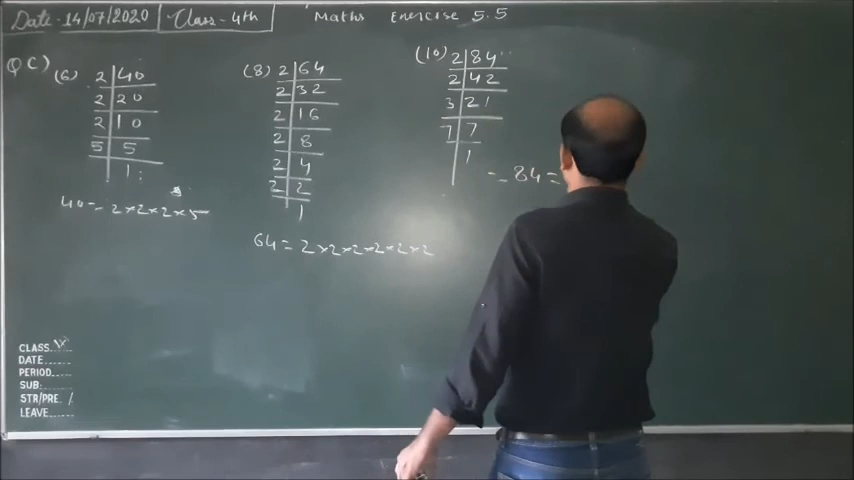 Date - 14/07/2020 Class - 4th Maths Exercise 5.5
Q C)
(6)
2 | 40
2 | 20
2 | 10
5 | 5
1
40 = 2 × 2 × 2 × 5
(8)
2 | 64
2 | 32
2 | 16
2 | 8
2 | 4
2 | 2
1
64 = 2 × 2 × 2 × 2 × 2 × 2
(10)
2 | 84
2 | 42
3 | 21
7 | 7
1
84 =
CLASS.
DATE
PERIOD
SUB:
STR/PRE. /
LEAVE